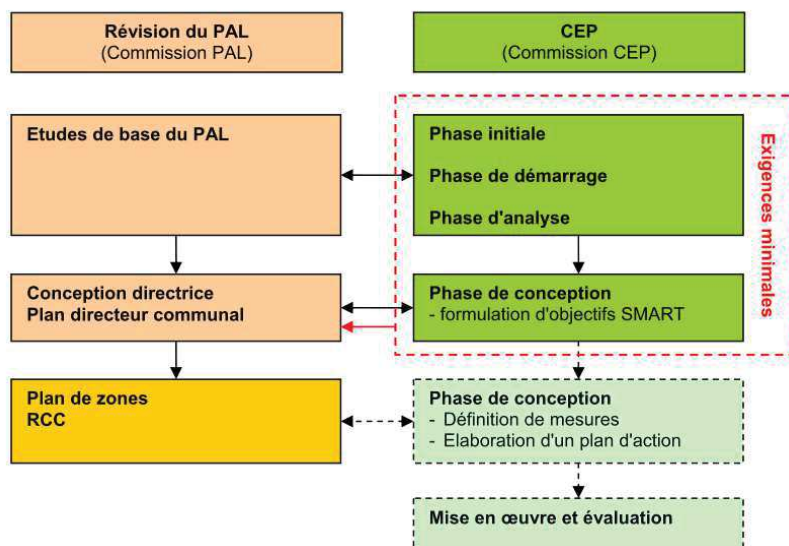 Révision du PAL
(Commission PAL)
CEP
(Commission CEP)
Etudes de base du PAL
Phase initiale
Phase de démarrage
Phase d'analyse
Exigences minimales
Conception directrice
Plan directeur communal
Phase de conception
- formulation d'objectifs SMART
Plan de zones
RCC
Phase de conception
- Définition de mesures
- Elaboration d'un plan d'action
Mise en œuvre et évaluation